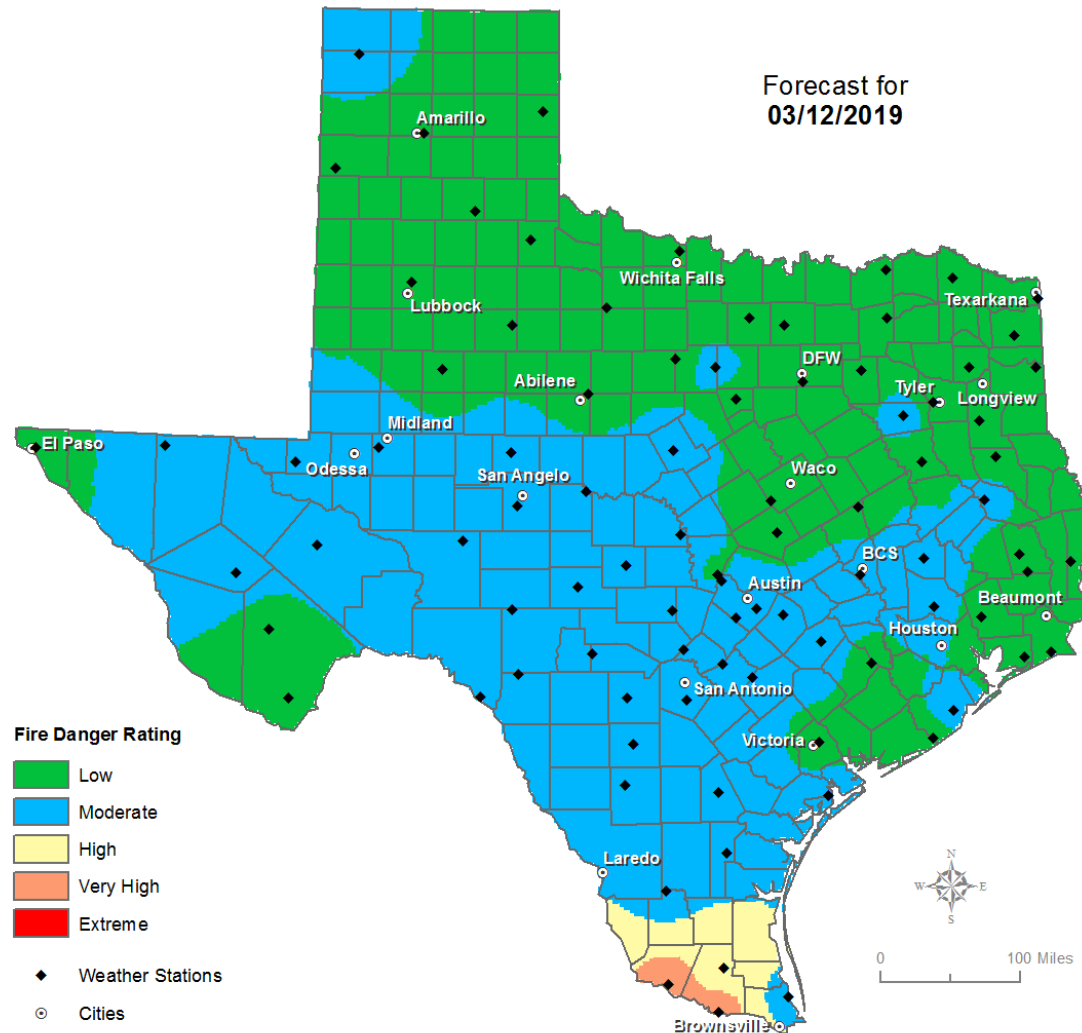 Forecast for
03/12/2019
Amarillo
Wichita Falls
Lubbock
Texarkana
DFW
Abilene
Tyler
Longview
Midland
El Paso
Odessa
San Angelo
Waco
BCS
Austin
Beaumont
Houston
San Antonio
Victoria
Laredo
Brownsville
Fire Danger Rating
Low
Moderate
High
Very High
Extreme
Weather Stations
Cities
N
W E
S
0 100 Miles